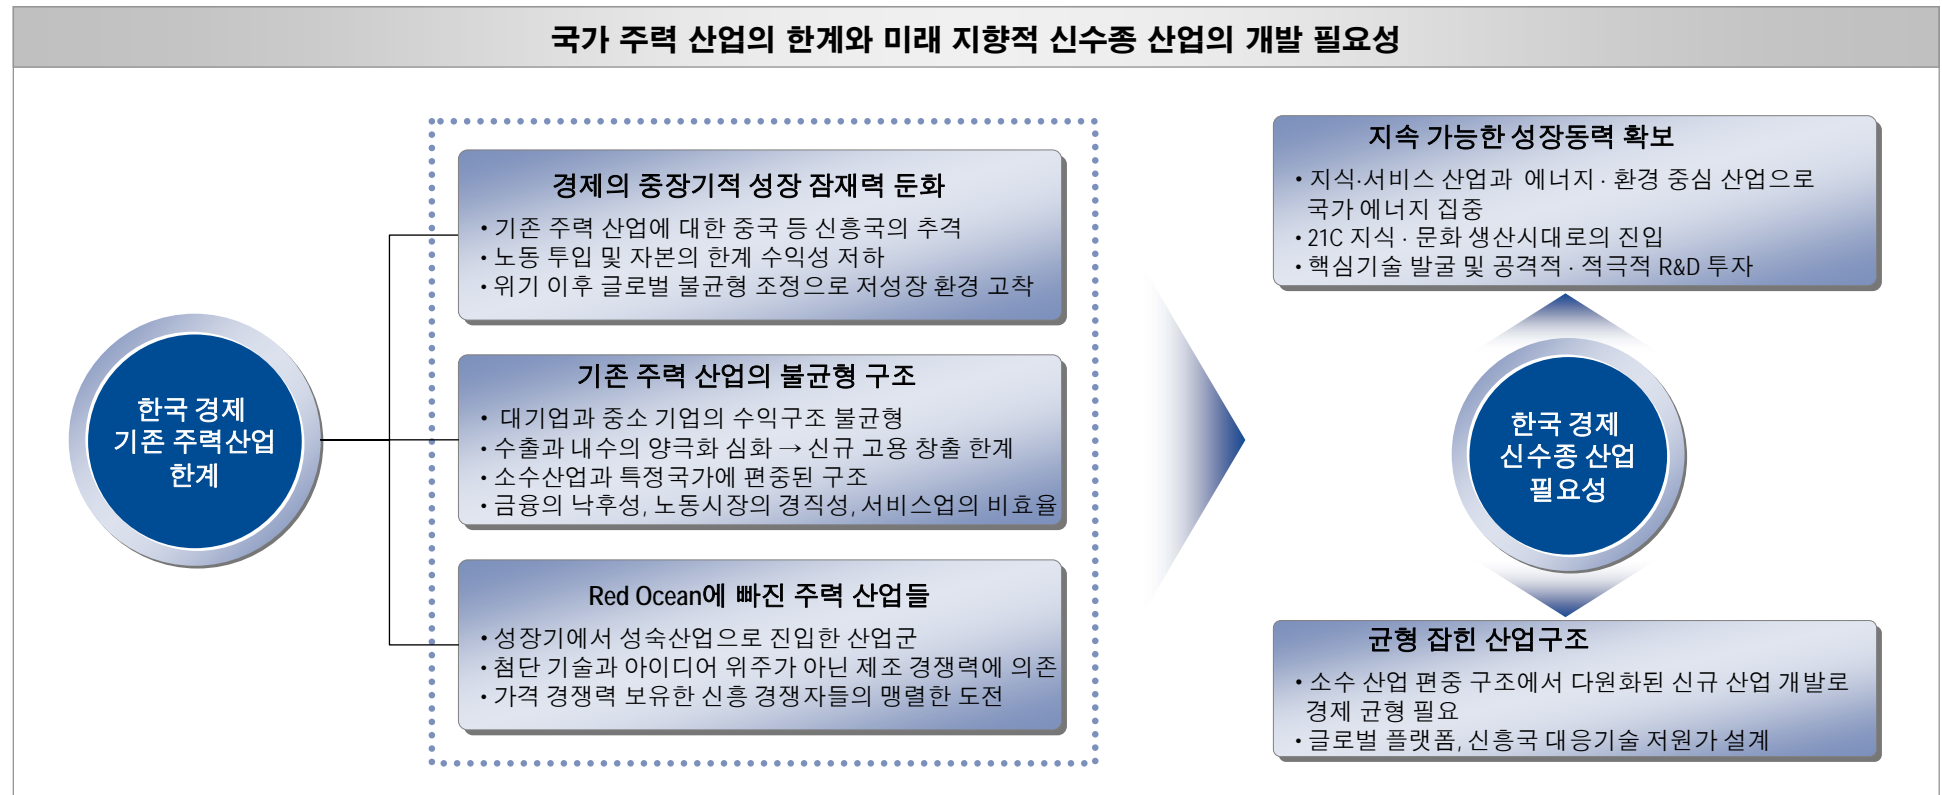 국가 주력 산업의 한계와 미래 지향적 신수종 산업의 개발 필요성
한국 경제
기존 주력산업
한계
경제의 중장기적 성장 잠재력 둔화
• 기존 주력 산업에 대한 중국 등 신흥국의 추격
• 노동 투입 및 자본의 한계 수익성 저하
• 위기 이후 글로벌 불균형 조정으로 저성장 환경 고착
기존 주력 산업의 불균형 구조
• 대기업과 중소 기업의 수익구조 불균형
• 수출과 내수의 양극화 심화 → 신규 고용 창출 한계
• 소수산업과 특정국가에 편중된 구조
• 금융의 낙후성, 노동시장의 경직성, 서비스업의 비효율
Red Ocean에 빠진 주력 산업들
• 성장기에서 성숙산업으로 진입한 산업군
• 첨단 기술과 아이디어 위주가 아닌 제조 경쟁력에 의존
• 가격 경쟁력 보유한 신흥 경쟁자들의 맹렬한 도전
지속 가능한 성장동력 확보
• 지식·서비스 산업과 에너지 · 환경 중심 산업으로
국가 에너지 집중
• 21C 지식 · 문화 생산시대로의 진입
• 핵심기술 발굴 및 공격적 · 적극적 R&D 투자
한국 경제
신수종 산업
필요성
균형 잡힌 산업구조
• 소수 산업 편중 구조에서 다원화된 신규 산업 개발로
경제 균형 필요
• 글로벌 플랫폼, 신흥국 대응기술 저원가 설계